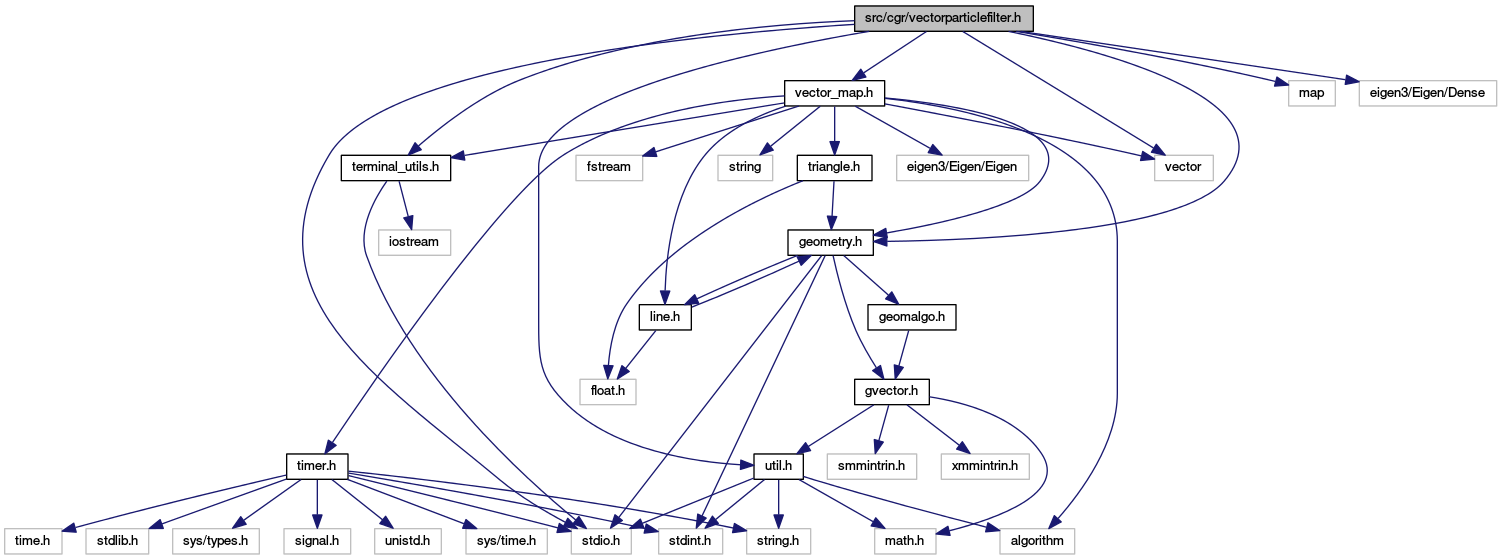 src/cgr/vectorparticlefilter.h
vector_map.h
map
eigen3/Eigen/Dense
terminal_utils.h
fstream
string
triangle.h
eigen3/Eigen/Eigen
vector
iostream
geometry.h
line.h
geomalgo.h
float.h
gvector.h
timer.h
util.h
smmintrin.h
xmmintrin.h
time.h
stdlib.h
sys/types.h
signal.h
unistd.h
sys/time.h
stdio.h
stdint.h
string.h
math.h
algorithm